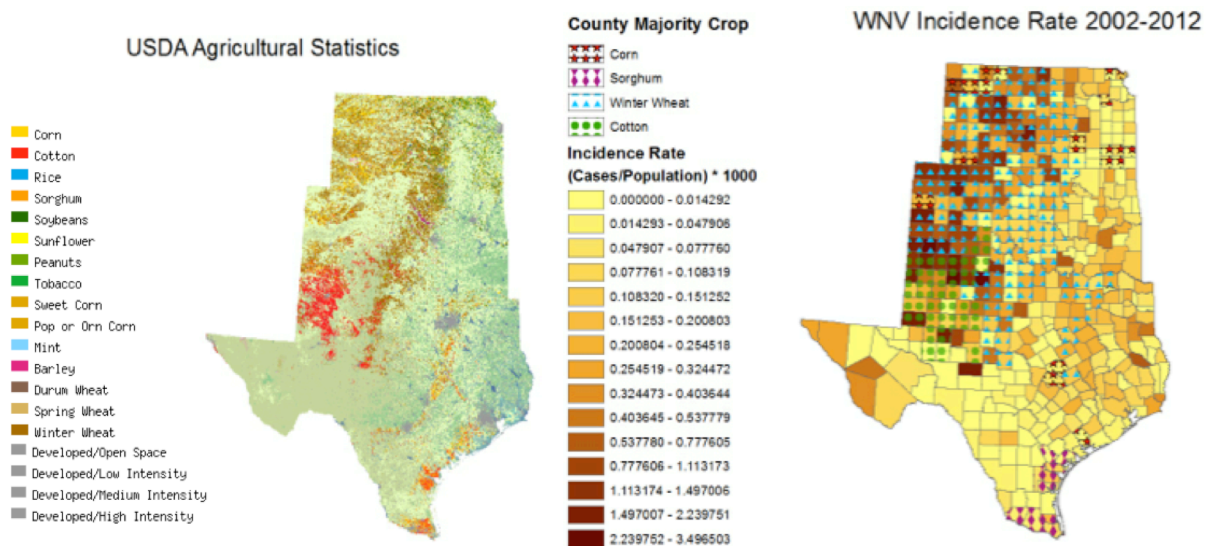 USDA Agricultural Statistics
Corn
Cotton
Rice
Sorghum
Soybeans
Sunflower
Peanuts
Tobacco
Sweet Corn
Pop or Orn Corn
Mint
Barley
Durum Wheat
Spring Wheat
Winter Wheat
Developed/Open Space
Developed/Low Intensity
Developed/Medium Intensity
Developed/High Intensity
County Majority Crop
Corn
Sorghum
Winter Wheat
Cotton
Incidence Rate
(Cases/Population) * 1000
0.000000 - 0.014292
0.014293 - 0.047906
0.047907 - 0.077760
0.077761 - 0.108319
0.108320 - 0.151252
0.151253 - 0.200803
0.200804 - 0.254518
0.254519 - 0.324472
0.324473 - 0.403644
0.403645 - 0.537779
0.537780 - 0.777605
0.777606 - 1.113173
1.113174 - 1.497006
1.497007 - 2.239751
2.239752 - 3.496503
WNV Incidence Rate 2002-2012